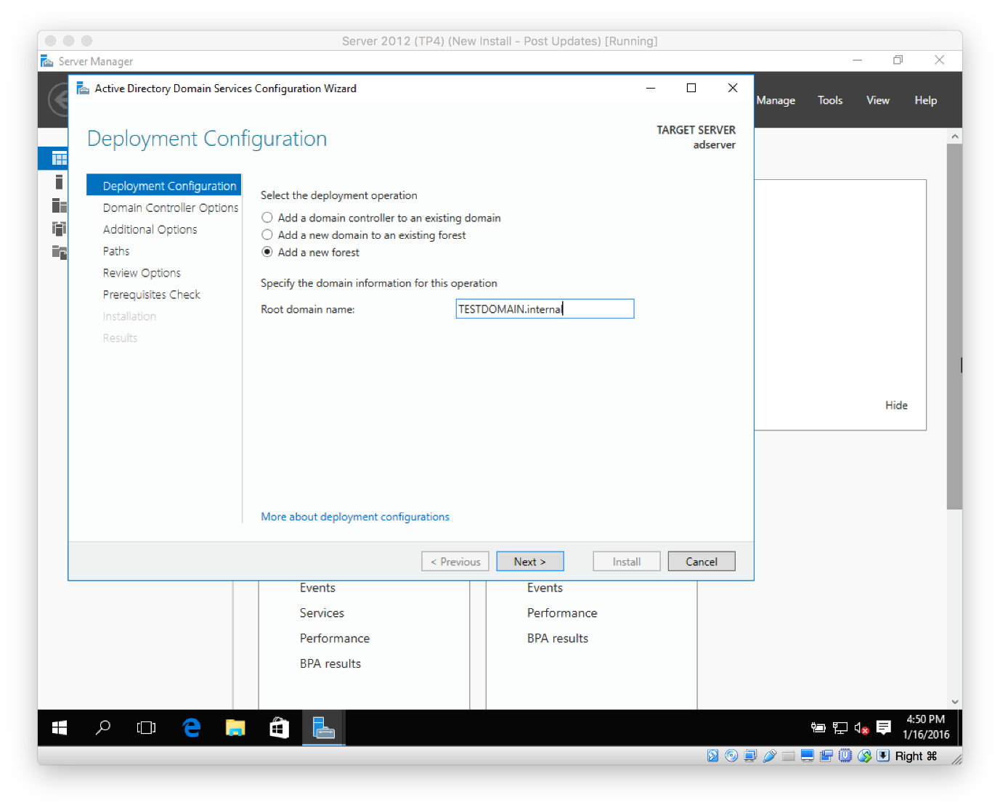 Server 2012 (TP4) (New Install - Post Updates) [Running]
Server Manager
Active Directory Domain Services Configuration Wizard
Manage Tools View Help
Deployment Configuration
TARGET SERVER
adserver
Deployment Configuration
Domain Controller Options
Additional Options
Paths
Review Options
Prerequisites Check
Installation
Results
Select the deployment operation
Add a domain controller to an existing domain
Add a new domain to an existing forest
Add a new forest
Specify the domain information for this operation
Root domain name: TESTDOMAIN.internal
Hide
More about deployment configurations
< Previous Next > Install Cancel
Events
Services
Performance
BPA results
Events
Performance
BPA results
4:50 PM
1/16/2016
Right ⌘